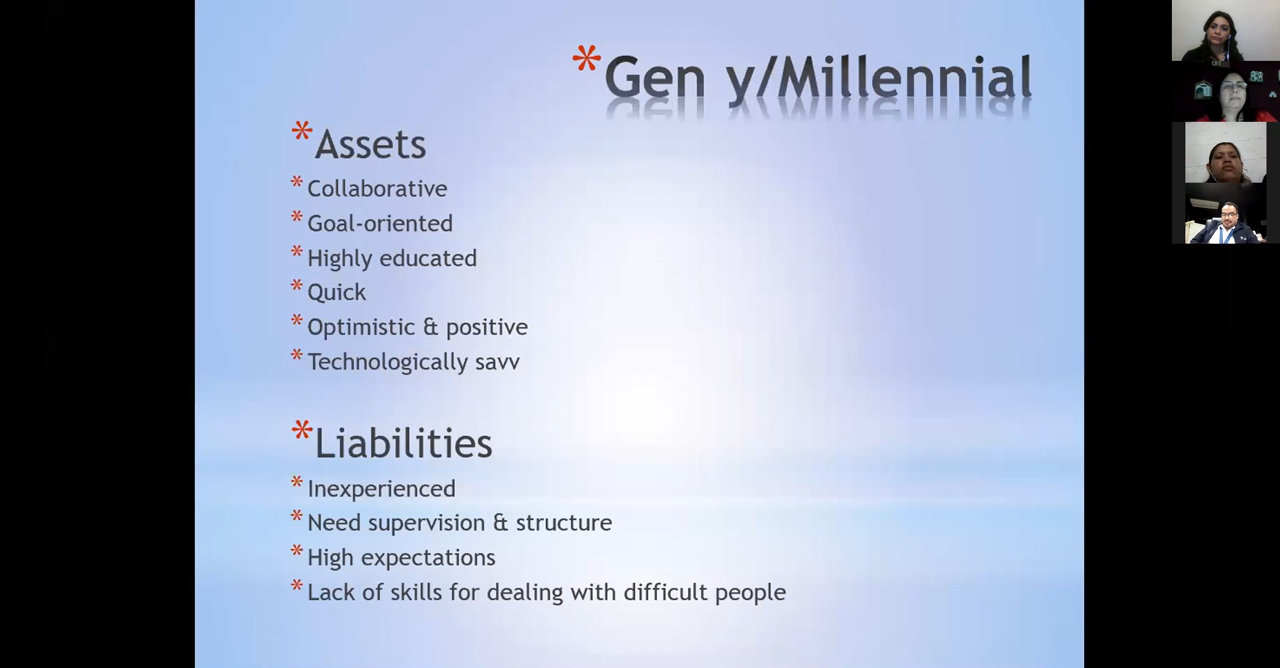 *Gen y/Millennial
*Assets
* Collaborative
* Goal-oriented
* Highly educated
* Quick
* Optimistic & positive
* Technologically savv
*Liabilities
* Inexperienced
* Need supervision & structure
* High expectations
* Lack of skills for dealing with difficult people